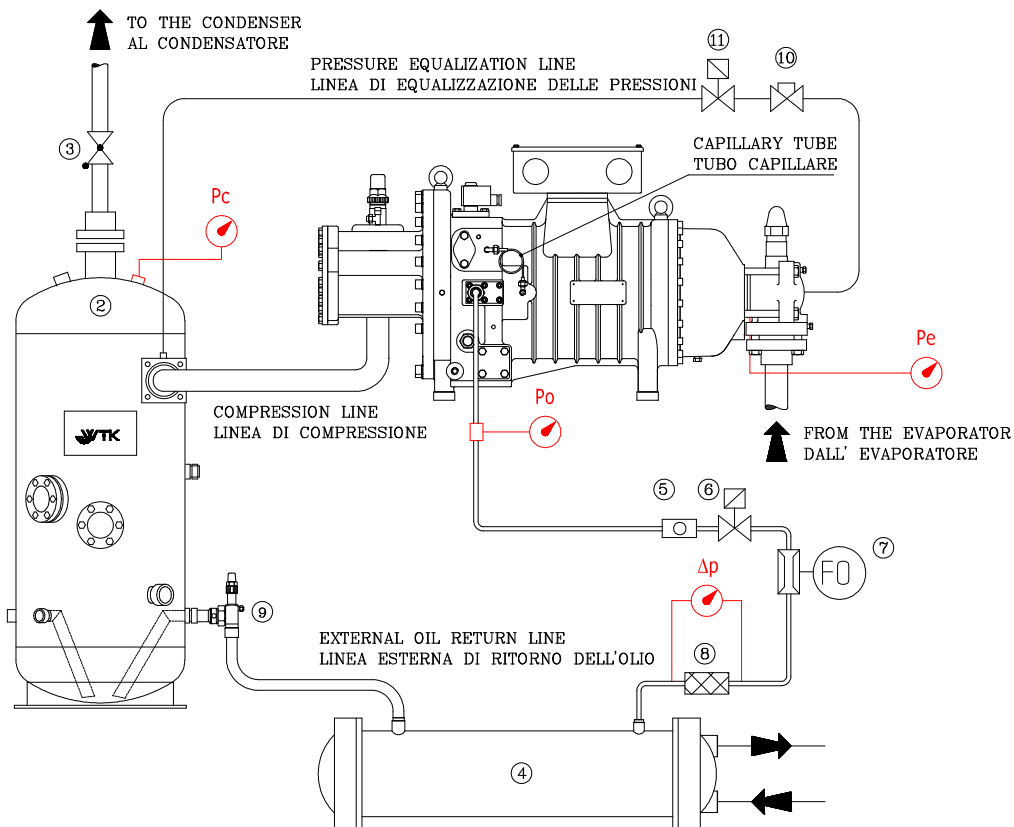 TO THE CONDENSER
AL CONDENSATORE
11
10
PRESSURE EQUALIZATION LINE
LINEA DI EQUALIZZAZIONE DELLE PRESSIONI
3
CAPILLARY TUBE
TUBO CAPILLARE
Pc
2
Pe
COMPRESSION LINE
LINEA DI COMPRESSIONE
Po
VTK
FROM THE EVAPORATOR
DALL' EVAPORATORE
5
6
7
FO
Δp
9
EXTERNAL OIL RETURN LINE
LINEA ESTERNA DI RITORNO DELL'OLIO
8
4